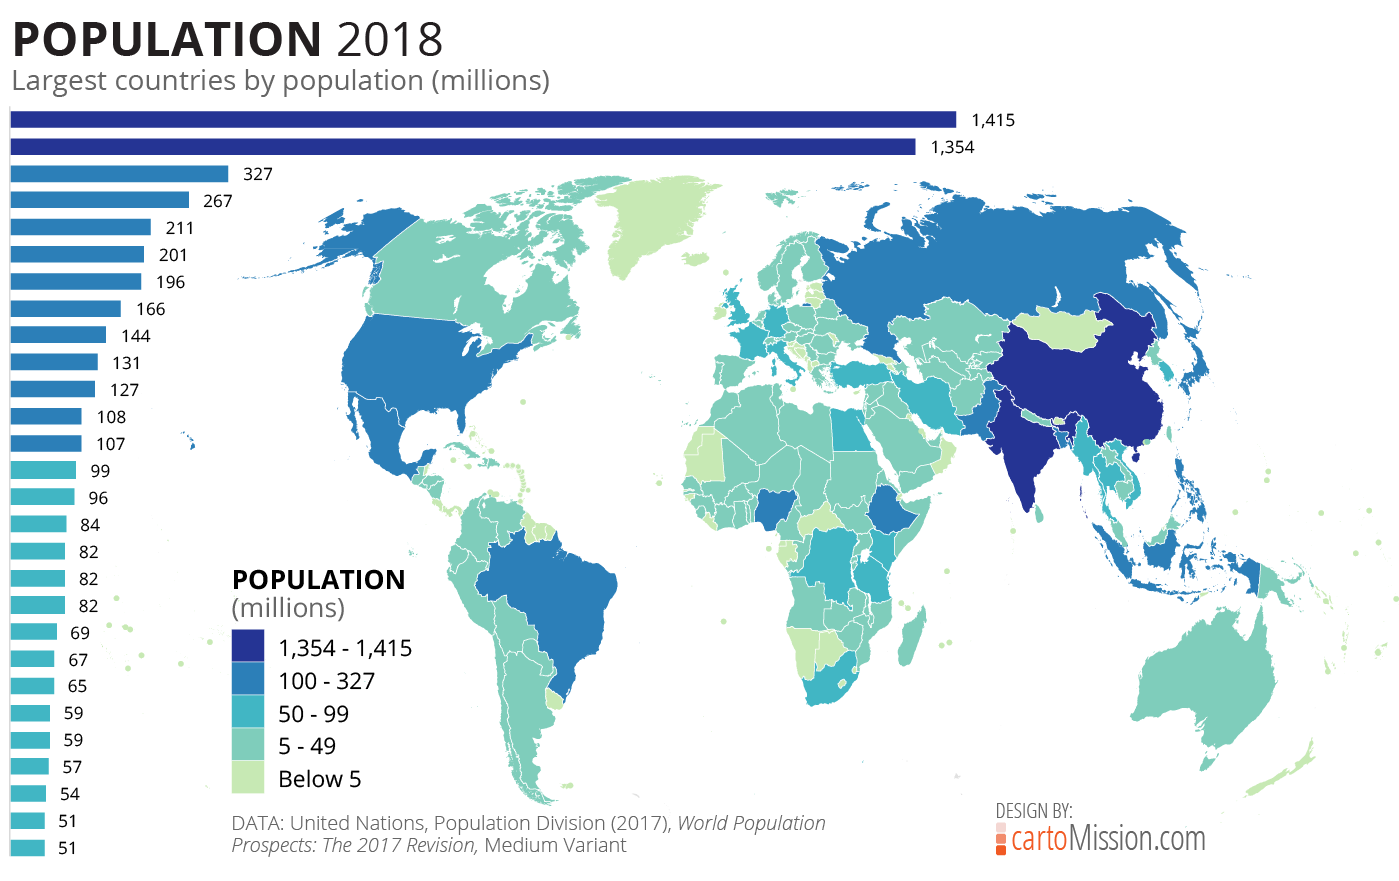 POPULATION 2018
Largest countries by population (millions)
1,415
1,354
327
267
211
201
196
166
144
131
127
108
107
99
96
84
82
82
82
69
67
65
59
59
57
54
51
51
POPULATION
(millions)
1,354 - 1,415
100 - 327
50 - 99
5 - 49
Below 5
DATA: United Nations, Population Division (2017), World Population
Prospects: The 2017 Revision, Medium Variant
DESIGN BY:
cartoMission.com